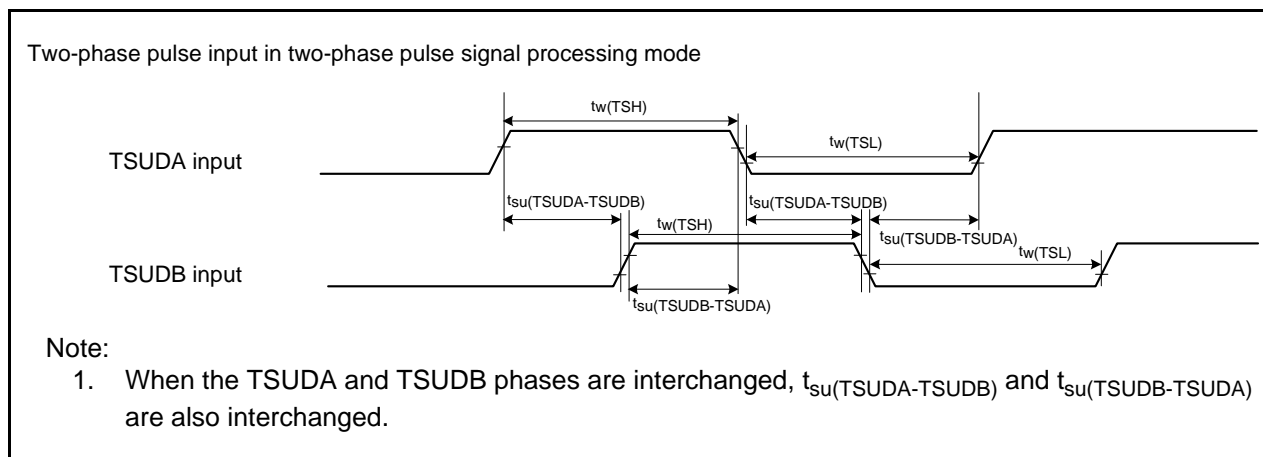 Two-phase pulse input in two-phase pulse signal processing mode
tw(TSH)
TSUDA input
tw(TSL)
tsu(TSUDA-TSUDB)
tsu(TSUDA-TSUDB)
tw(TSH)
tsu(TSUDB-TSUDA)
tw(TSL)
TSUDB input
tsu(TSUDB-TSUDA)
Note:
1. When the TSUDA and TSUDB phases are interchanged, tsu(TSUDA-TSUDB) and tsu(TSUDB-TSUDA)
are also interchanged.